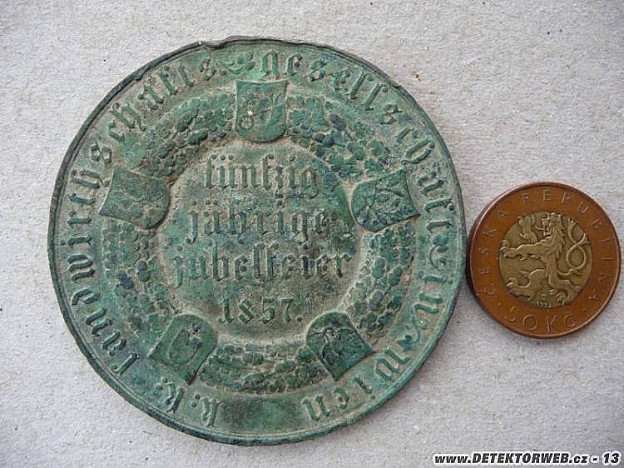 k. k. landwirthschafts gesellschaft in wien
fünfzig
jährige
jubelfeier
1857.
ČESKÁ REPUBLIKA
50 KČ
www.DETEKTORWEB.cz - 13